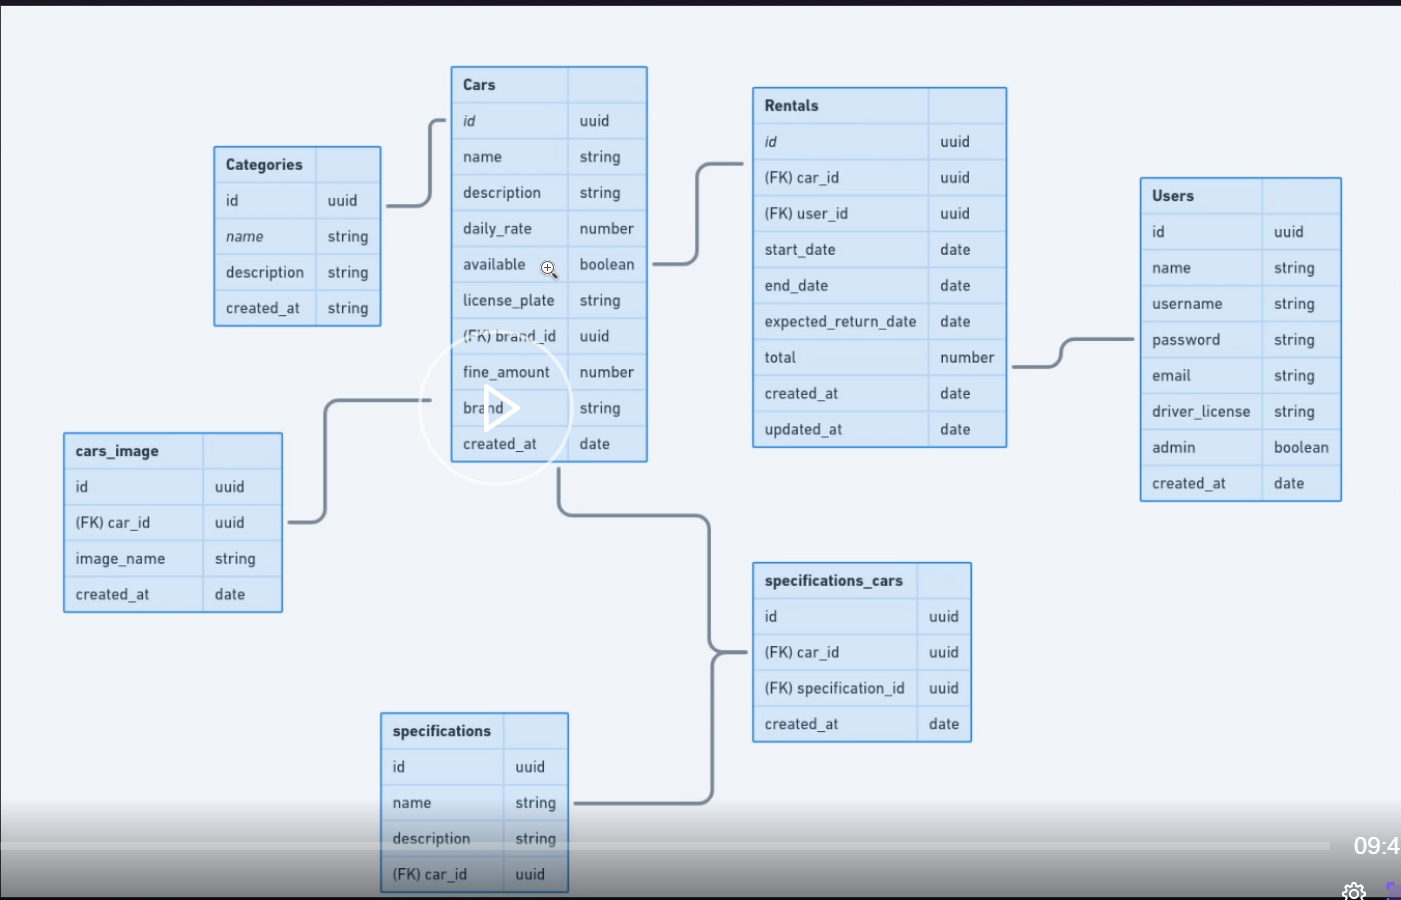 Cars
id uuid
name string
description string
daily_rate number
available boolean
license_plate string
(FK) brand_id uuid
fine_amount number
brand string
created_at date
Rentals
id uuid
(FK) car_id uuid
(FK) user_id uuid
start_date date
end_date date
expected_return_date date
total number
created_at date
updated_at date
Categories
id uuid
name string
description string
created_at string
Users
id uuid
name string
username string
password string
email string
driver_license string
admin boolean
created_at date
cars_image
id uuid
(FK) car_id uuid
image_name string
created_at date
specifications_cars
id uuid
(FK) car_id uuid
(FK) specification_id uuid
created_at date
specifications
id uuid
name string
description string
(FK) car_id uuid
09:4